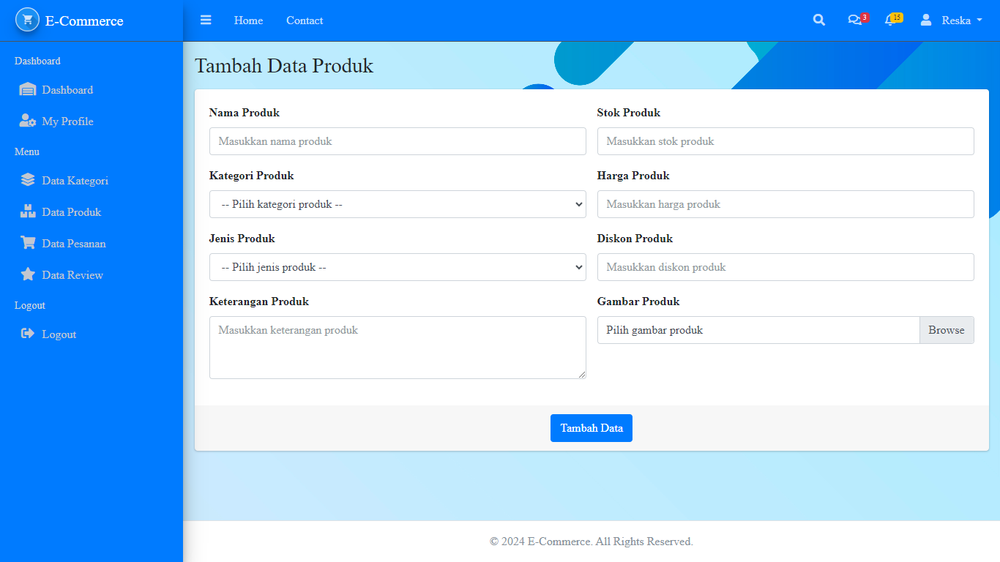 E-Commerce
Home
Contact
3
15
Reska
Dashboard
Dashboard
My Profile
Menu
Data Kategori
Data Produk
Data Pesanan
Data Review
Logout
Logout
Tambah Data Produk
Nama Produk
Masukkan nama produk
Stok Produk
Masukkan stok produk
Kategori Produk
-- Pilih kategori produk --
Harga Produk
Masukkan harga produk
Jenis Produk
-- Pilih jenis produk --
Diskon Produk
Masukkan diskon produk
Keterangan Produk
Masukkan keterangan produk
Gambar Produk
Pilih gambar produk
Browse
Tambah Data
© 2024 E-Commerce. All Rights Reserved.